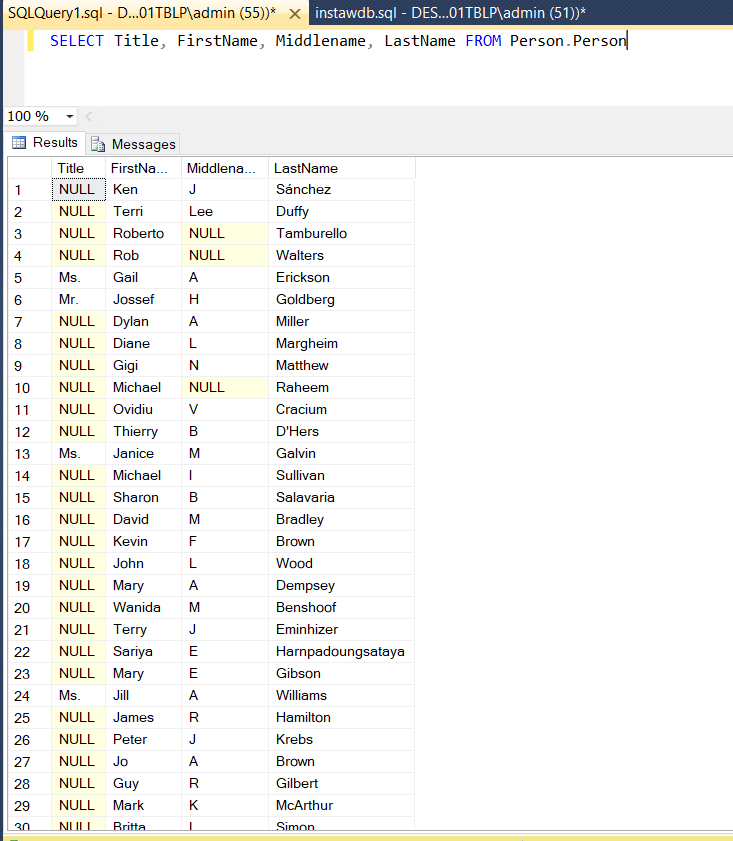 SQLQuery1.sql - D...01TBLP\admin (55))* instawdb.sql - DES...01TBLP\admin (51))*
SELECT Title, FirstName, Middlename, LastName FROM Person.Person
100 %
Results Messages
Title FirstNa... Middlena... LastName
1 NULL Ken J Sánchez
2 NULL Terri Lee Duffy
3 NULL Roberto NULL Tamburello
4 NULL Rob NULL Walters
5 Ms. Gail A Erickson
6 Mr. Jossef H Goldberg
7 NULL Dylan A Miller
8 NULL Diane L Margheim
9 NULL Gigi N Matthew
10 NULL Michael NULL Raheem
11 NULL Ovidiu V Cracium
12 NULL Thierry B D'Hers
13 Ms. Janice M Galvin
14 NULL Michael I Sullivan
15 NULL Sharon B Salavaria
16 NULL David M Bradley
17 NULL Kevin F Brown
18 NULL John L Wood
19 NULL Mary A Dempsey
20 NULL Wanida M Benshoof
21 NULL Terry J Eminhizer
22 NULL Sariya E Harnpadoungsataya
23 NULL Mary E Gibson
24 Ms. Jill A Williams
25 NULL James R Hamilton
26 NULL Peter J Krebs
27 NULL Jo A Brown
28 NULL Guy R Gilbert
29 NULL Mark K McArthur
30 NULL Britta L Simon